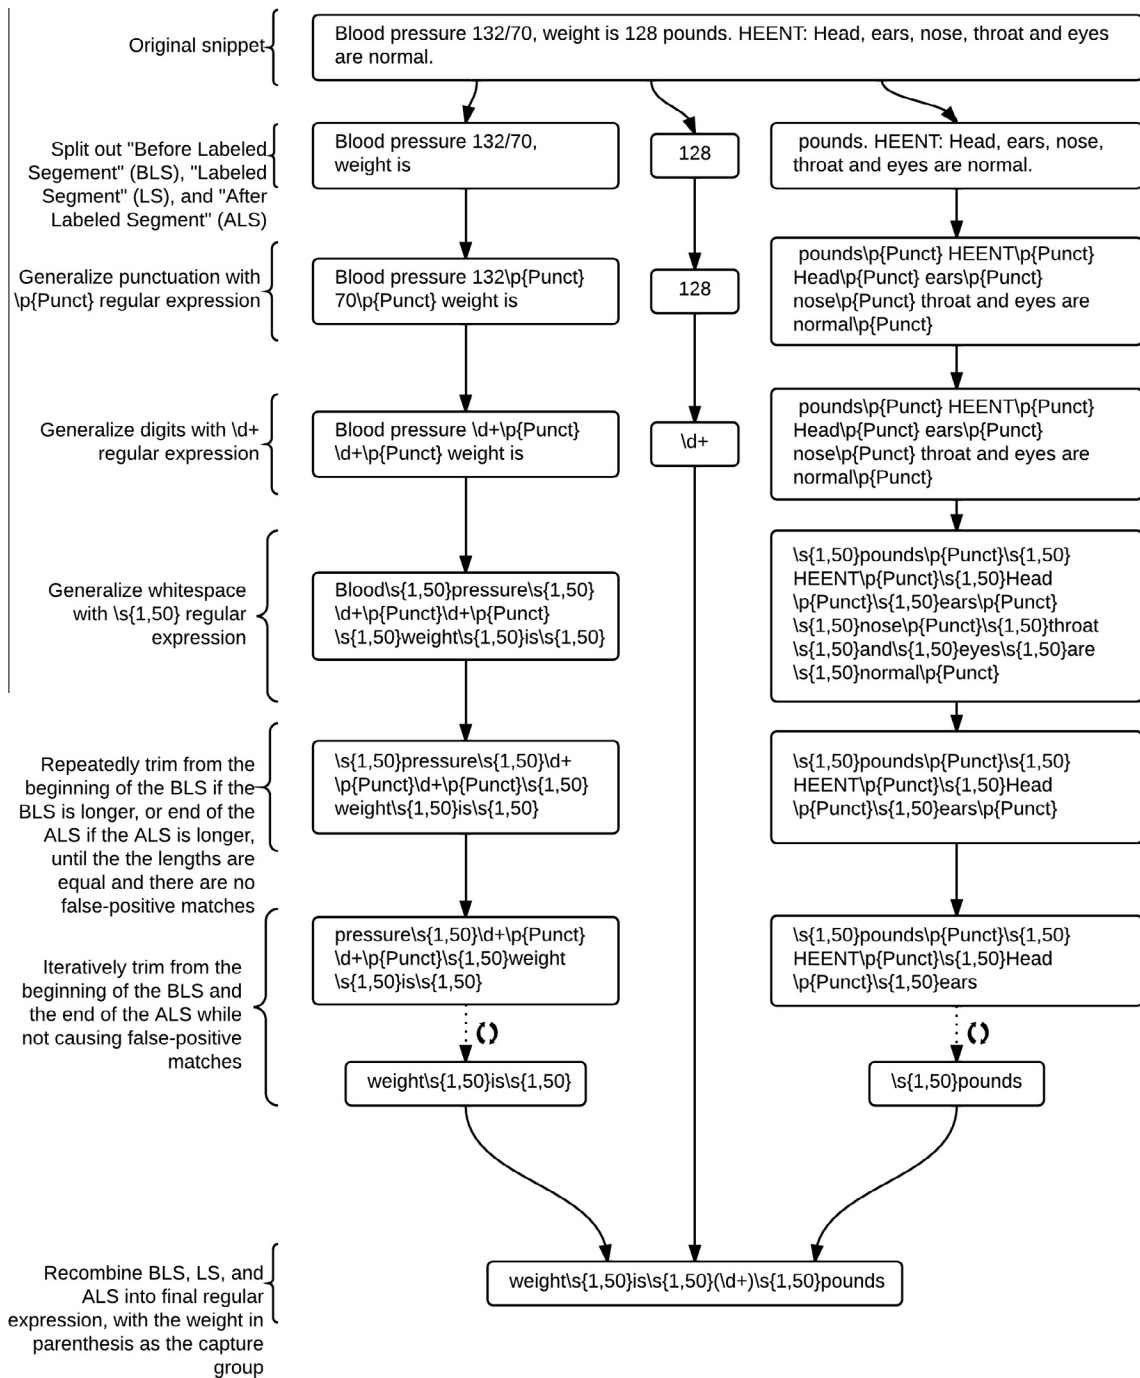 Original snippet
Blood pressure 132/70, weight is 128 pounds. HEENT: Head, ears, nose, throat and eyes
are normal.
Split out "Before Labeled
Segement" (BLS), "Labeled
Segment" (LS), and "After
Labeled Segment" (ALS)
Blood pressure 132/70,
weight is
128
pounds. HEENT: Head, ears, nose,
throat and eyes are normal.
Generalize punctuation with
\p{Punct} regular expression
Blood pressure 132\p{Punct}
70\p{Punct} weight is
128
pounds\p{Punct} HEENT\p{Punct}
Head\p{Punct} ears\p{Punct}
nose\p{Punct} throat and eyes are
normal\p{Punct}
Generalize digits with \d+
regular expression
Blood pressure \d+\p{Punct}
\d+\p{Punct} weight is
\d+
pounds\p{Punct} HEENT\p{Punct}
Head\p{Punct} ears\p{Punct}
nose\p{Punct} throat and eyes are
normal\p{Punct}
Generalize whitespace
with \s{1,50} regular
expression
Blood\s{1,50}pressure\s{1,50}
\d+\p{Punct}\d+\p{Punct}
\s{1,50}weight\s{1,50}is\s{1,50}
\s{1,50}pounds\p{Punct}\s{1,50}
HEENT\p{Punct}\s{1,50}Head
\p{Punct}\s{1,50}ears\p{Punct}
\s{1,50}nose\p{Punct}\s{1,50}throat
\s{1,50}and\s{1,50}eyes\s{1,50}are
\s{1,50}normal\p{Punct}
Repeatedly trim from the
beginning of the BLS if the
BLS is longer, or end of the
ALS if the ALS is longer,
until the the lengths are
equal and there are no
false-positive matches
\s{1,50}pressure\s{1,50}\d+
\p{Punct}\d+\p{Punct}\s{1,50}
weight\s{1,50}is\s{1,50}
\s{1,50}pounds\p{Punct}\s{1,50}
HEENT\p{Punct}\s{1,50}Head
\p{Punct}\s{1,50}ears\p{Punct}
Iteratively trim from the
beginning of the BLS and
the end of the ALS while
not causing false-positive
matches
pressure\s{1,50}\d+\p{Punct}
\d+\p{Punct}\s{1,50}weight
\s{1,50}is\s{1,50}
\s{1,50}pounds\p{Punct}\s{1,50}
HEENT\p{Punct}\s{1,50}Head
\p{Punct}\s{1,50}ears
weight\s{1,50}is\s{1,50}
\s{1,50}pounds
Recombine BLS, LS, and
ALS into final regular
expression, with the weight in
parenthesis as the capture
group
weight\s{1,50}is\s{1,50}(\d+)\s{1,50}pounds